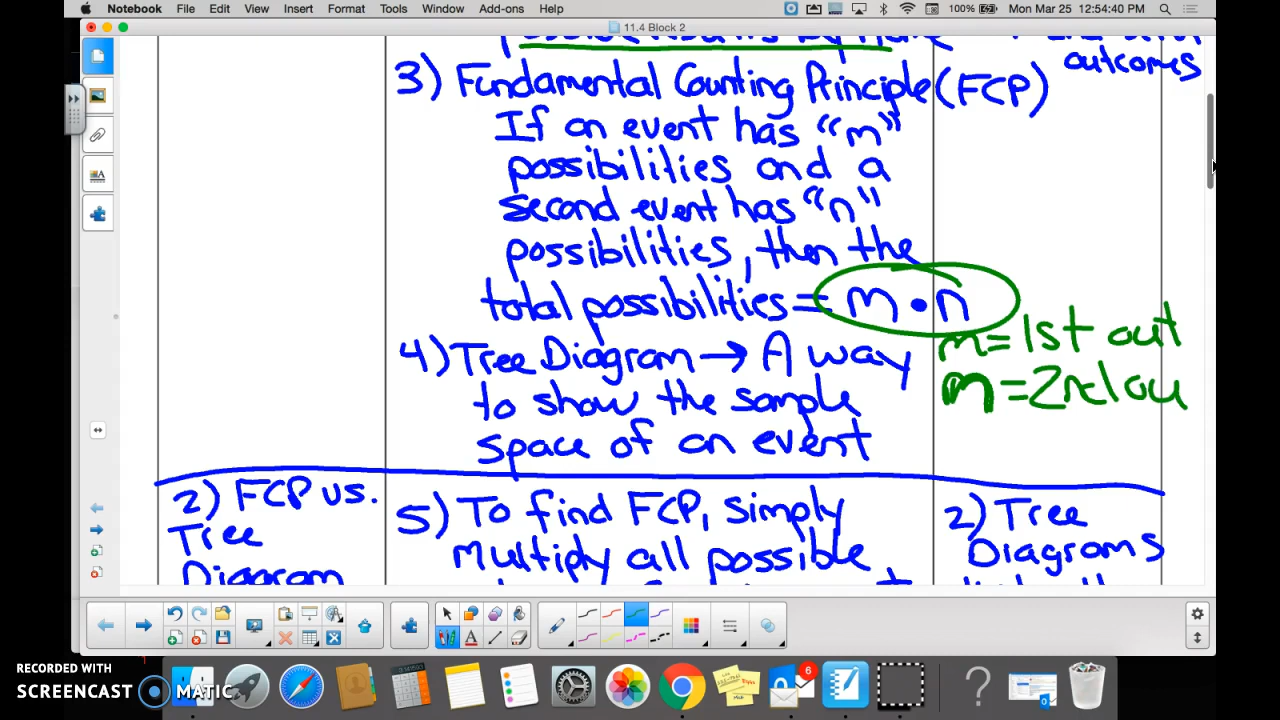 Notebook File Edit View Insert Format Tools Window Add-ons Help 100% Mon Mar 25 12:54:40 PM
11.4 Block 2
outcomes
3) Fundamental Counting Principle (FCP)
If an event has "m"
possibilities and a
second event has "n"
possibilities, then the
total possibilities = m • n
m = 1st out
m = 2nd ou
4) Tree Diagram → A way
to show the sample
space of an event
2) FCP vs.
Tree
Diagram
5) To find FCP, simply
multiply all possible
2) Tree
Diagrams
6
RECORDED WITH
SCREENCAST MATIC